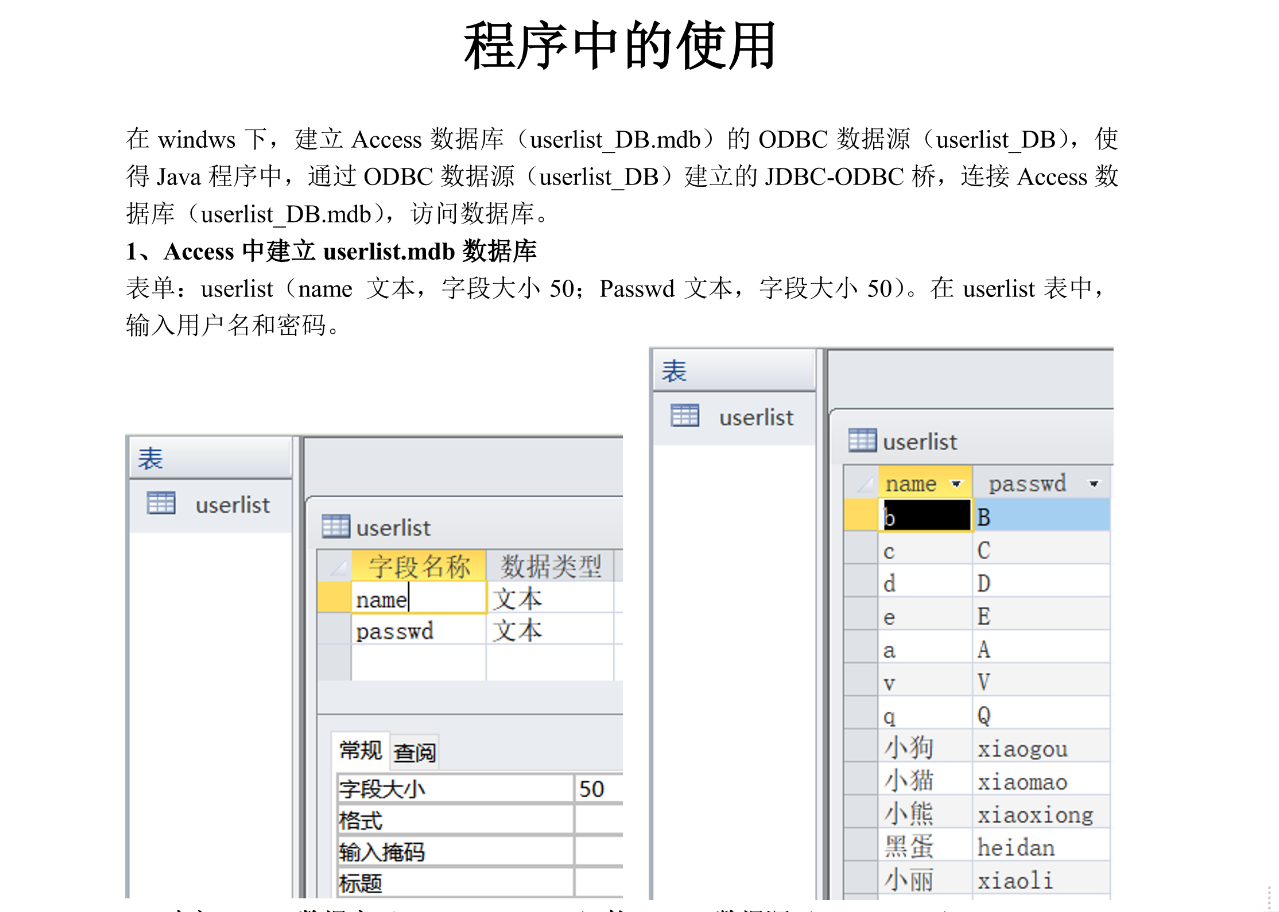 程序中的使用
在 windws 下，建立 Access 数据库（userlist_DB.mdb）的 ODBC 数据源（userlist_DB），使
得 Java 程序中，通过 ODBC 数据源（userlist_DB）建立的 JDBC-ODBC 桥，连接 Access 数
据库（userlist_DB.mdb），访问数据库。
1、Access 中建立 userlist.mdb 数据库
表单：userlist（name 文本，字段大小 50；Passwd 文本，字段大小 50）。在 userlist 表中，
输入用户名和密码。
表
userlist
userlist
字段名称 数据类型
name 文本
passwd 文本
常规 查阅
字段大小 50
格式
输入掩码
标题
表
userlist
userlist
name passwd
b B
c C
d D
e E
a A
v V
q Q
小狗 xiaogou
小猫 xiaomao
小熊 xiaoxiong
黑蛋 heidan
小丽 xiaoli